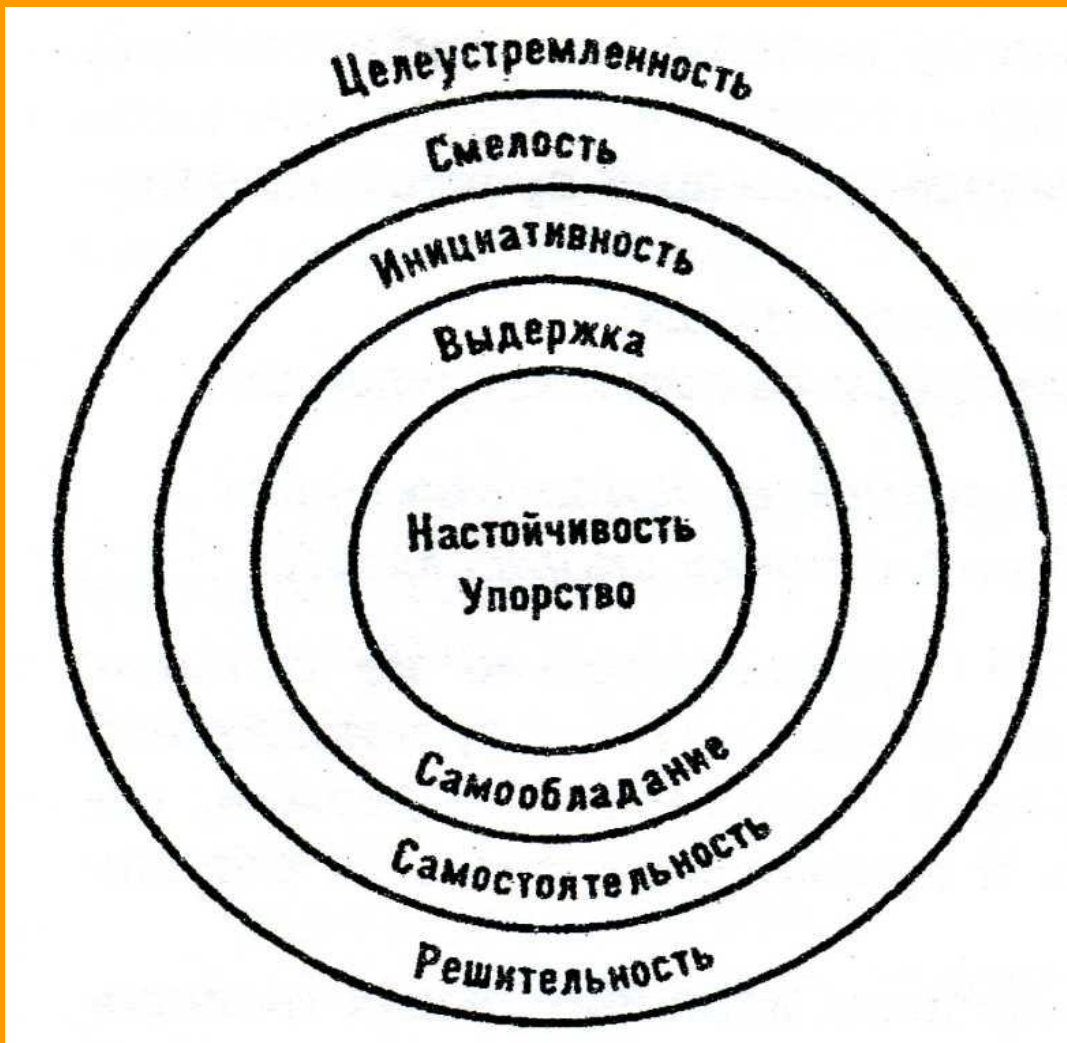 Целеустремленность
Смелость
Инициативность
Выдержка
Настойчивость
Упорство
Самообладание
Самостоятельность
Решительность